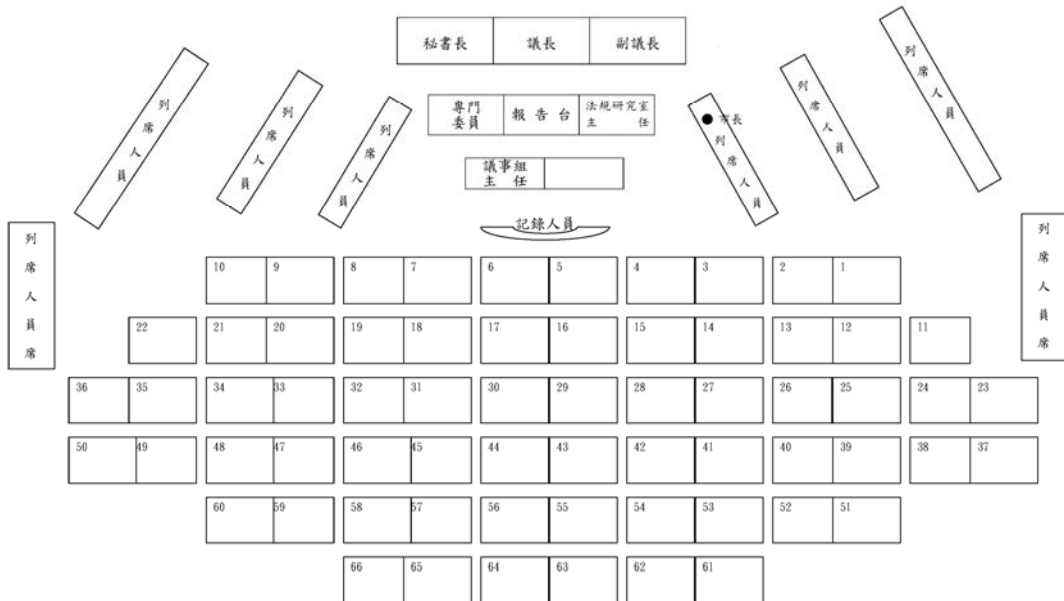 秘書長 議長 副議長
專門 委員 報告台 法規研究室 主任
議事組 主任
記錄人員
列席人員
列席人員
列席人員
市長
列席人員
列席人員
列席人員
列席人員席
列席人員席
10 9 8 7 6 5 4 3 2 1
22 21 20 19 18 17 16 15 14 13 12 11
36 35 34 33 32 31 30 29 28 27 26 25 24 23
50 49 48 47 46 45 44 43 42 41 40 39 38 37
60 59 58 57 56 55 54 53 52 51
66 65 64 63 62 61